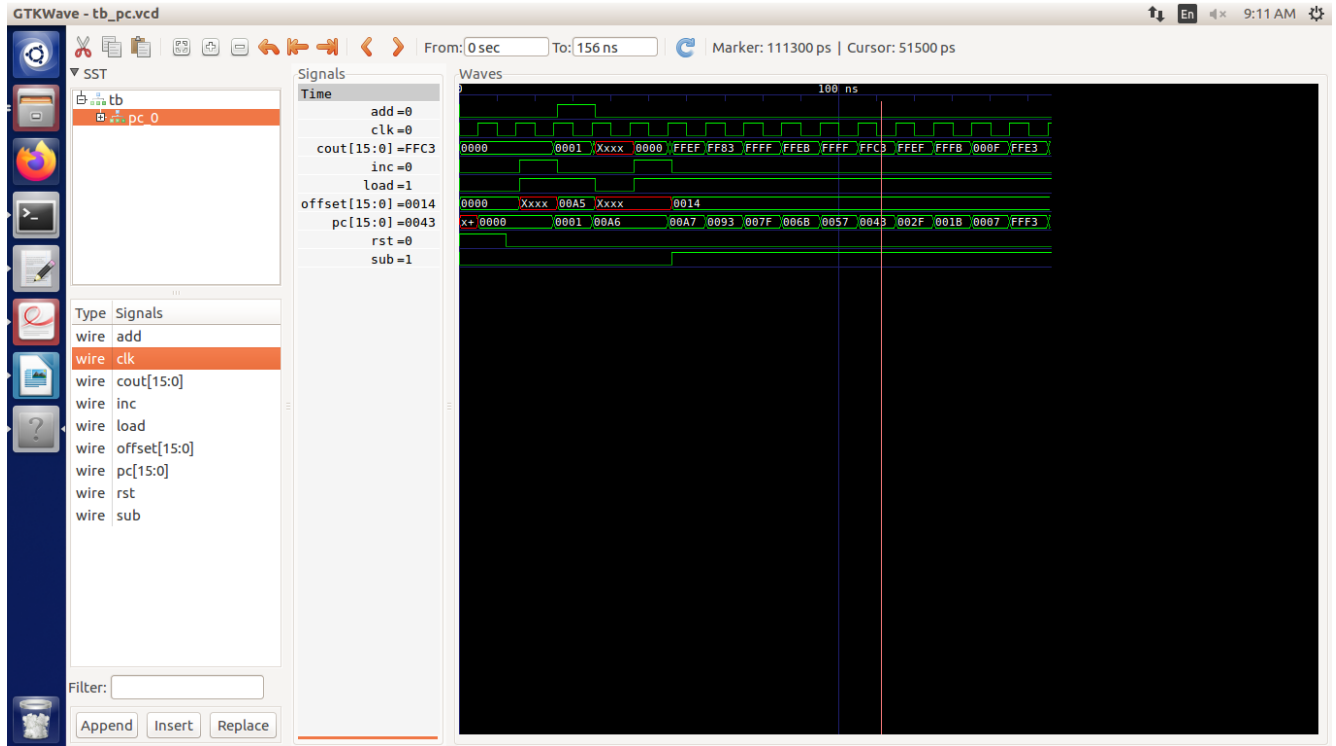 GTKWave - tb_pc.vcd
En
9:11 AM
From: 0 sec To: 156 ns Marker: 111300 ps | Cursor: 51500 ps
SST
tb
pc_0
Type Signals
wire add
wire clk
wire cout[15:0]
wire inc
wire load
wire offset[15:0]
wire pc[15:0]
wire rst
wire sub
Filter:
Append Insert Replace
Signals
Time
add =0
clk =0
cout[15:0] =FFC3
inc =0
load =1
offset[15:0] =0014
pc[15:0] =0043
rst =0
sub =1
Waves
100 ns
0000 0001 Xxxx 0000 FFEF FF83 FFFF FFEB FFFF FFC3 FFEF FFFB 000F FFE3
0000 Xxxx 00A5 Xxxx 0014
x+ 0000 0001 00A6 00A7 0093 007F 006B 0057 0043 002F 001B 0007 FFF3